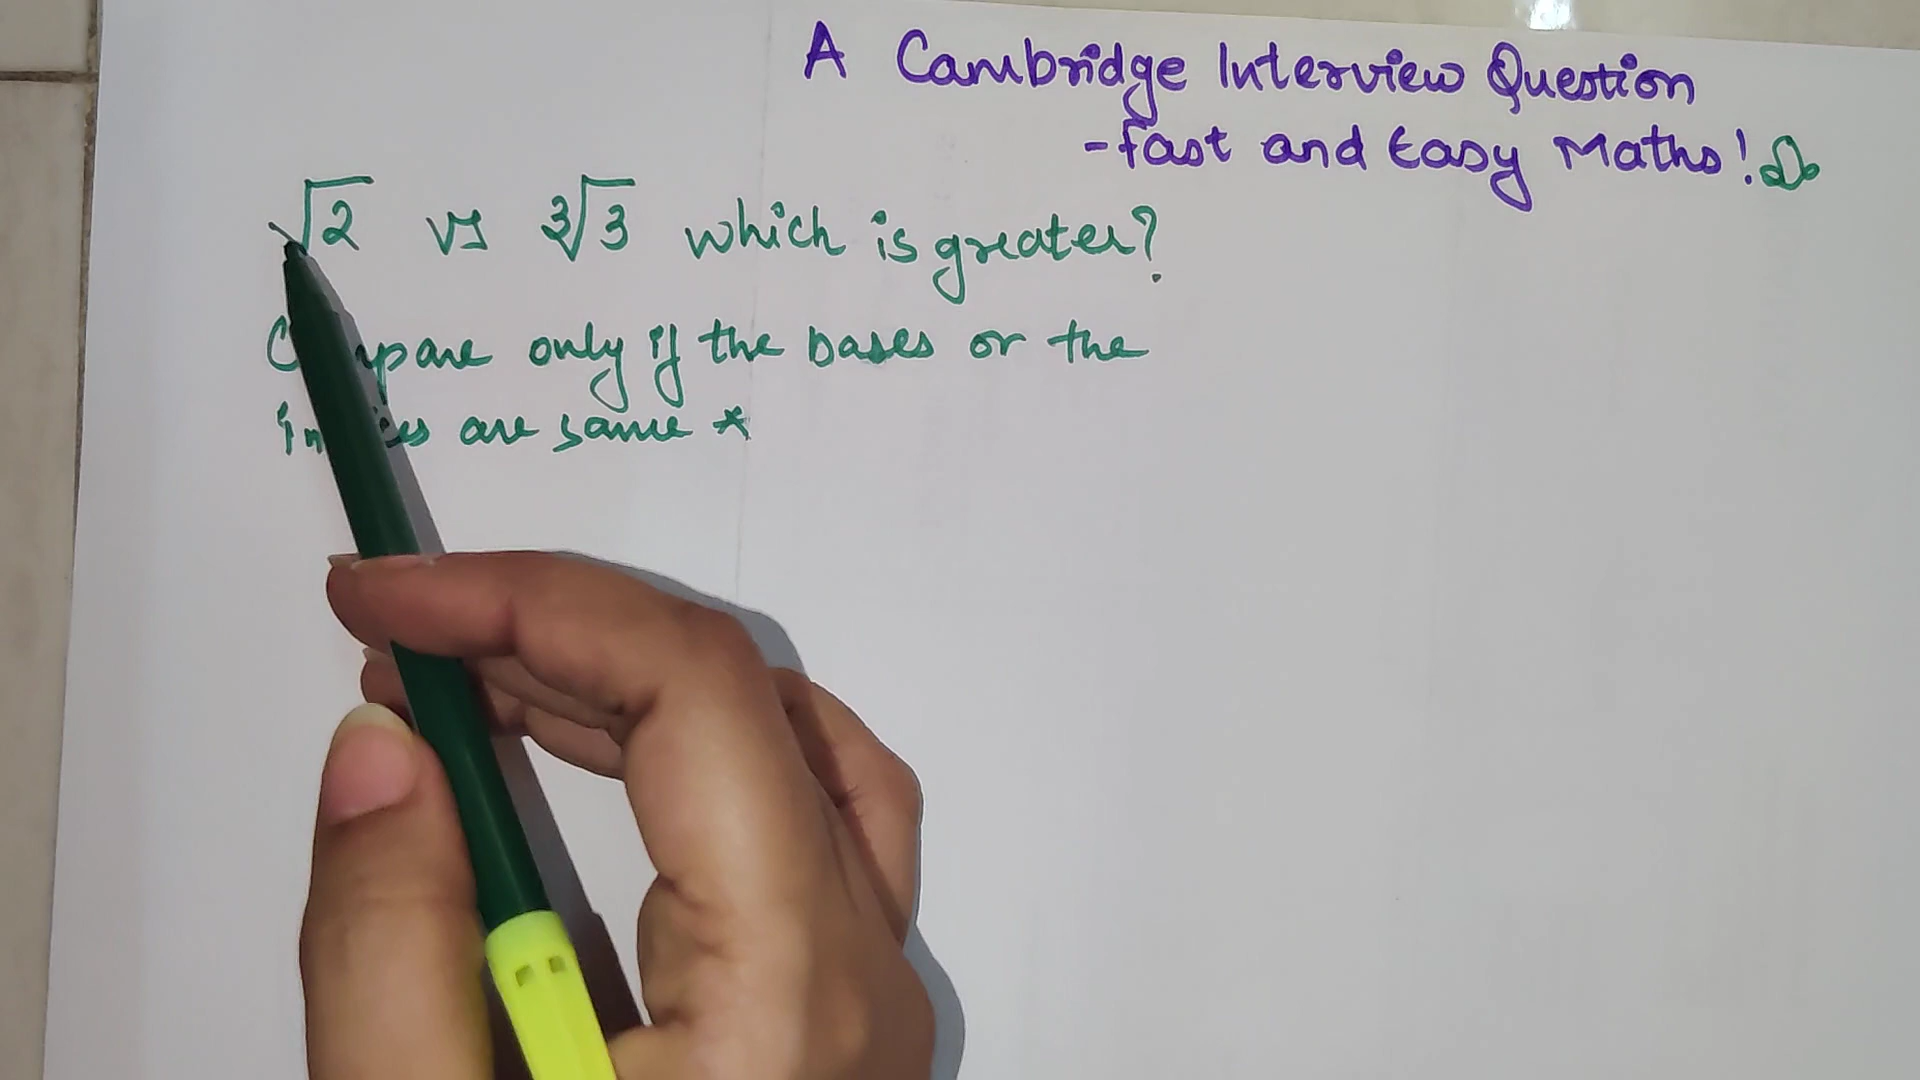 A Cambridge Interview Question
-fast and Easy Maths!
√2 vs ∛3 which is greater?
only if the bases or the
are same *